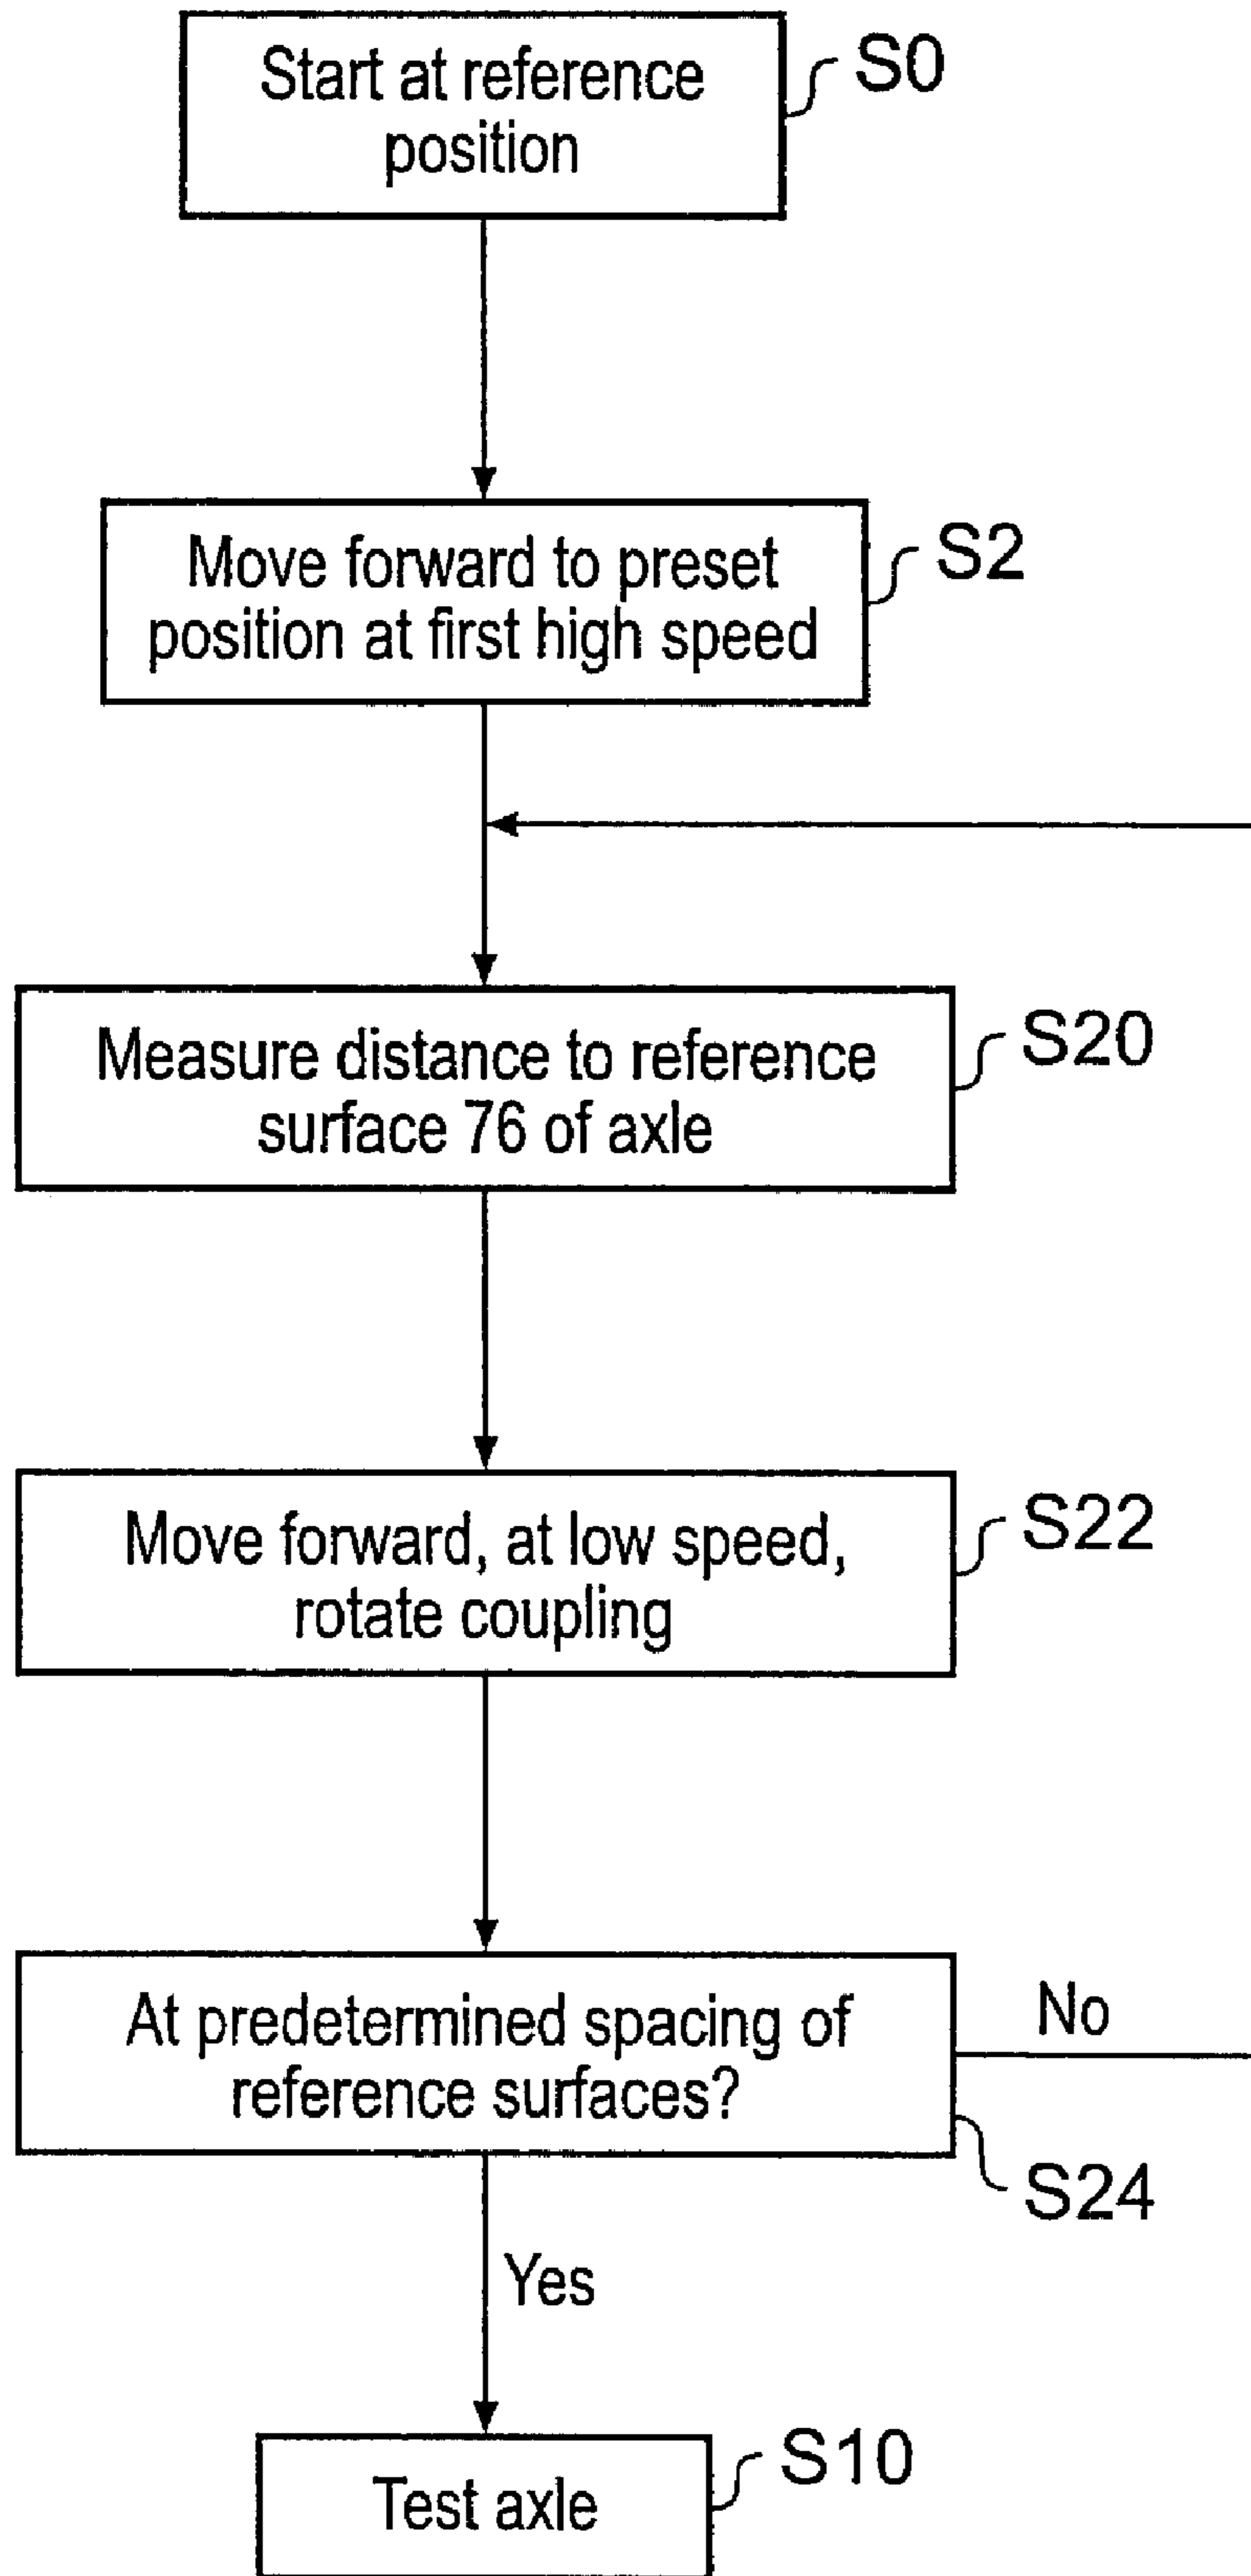 Start at reference
position
S0
Move forward to preset
position at first high speed
S2
Measure distance to reference
surface 76 of axle
S20
Move forward, at low speed,
rotate coupling
S22
At predetermined spacing of
reference surfaces?
No
S24
Yes
Test axle
S10